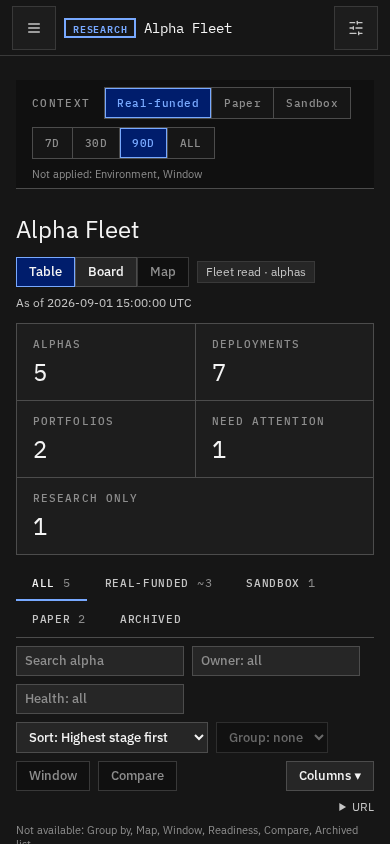 RESEARCH Alpha Fleet
CONTEXT Real-funded Paper Sandbox
7D 30D 90D ALL
Not applied: Environment, Window
Alpha Fleet
Table Board Map Fleet read · alphas
As of 2026-09-01 15:00:00 UTC
ALPHAS DEPLOYMENTS
5 7
PORTFOLIOS NEED ATTENTION
2 1
RESEARCH ONLY
1
ALL 5 REAL-FUNDED ~3 SANDBOX 1
PAPER 2 ARCHIVED
Search alpha Owner: all
Health: all
Sort: Highest stage first Group: none
Window Compare Columns ▾
▶ URL
Not available: Group by, Map, Window, Readiness, Compare, Archived
list